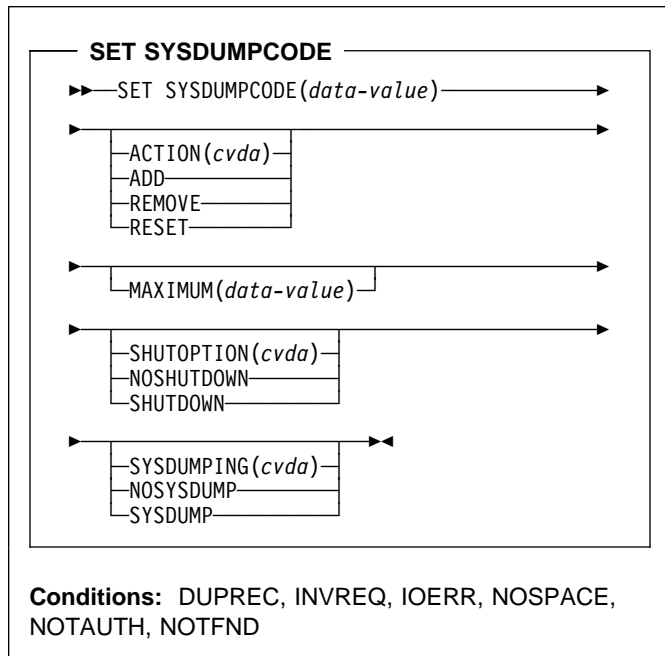 SET SYSDUMPCODE
SET SYSDUMPCODE(data-value)
ACTION(cvda)
ADD
REMOVE
RESET
MAXIMUM(data-value)
SHUTOPTION(cvda)
NOSHUTDOWN
SHUTDOWN
SYSDUMPING(cvda)
NOSYSDUMP
SYSDUMP
Conditions: DUPREC, INVREQ, IOERR, NOSPACE,
NOTAUTH, NOTFND